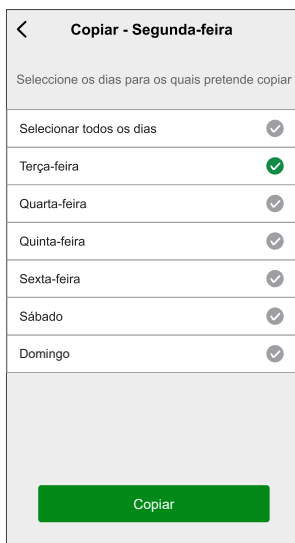 Copiar - Segunda-feira
Seleccione os dias para os quais pretende copiar
Selecionar todos os dias
Terça-feira
Quarta-feira
Quinta-feira
Sexta-feira
Sábado
Domingo
Copiar